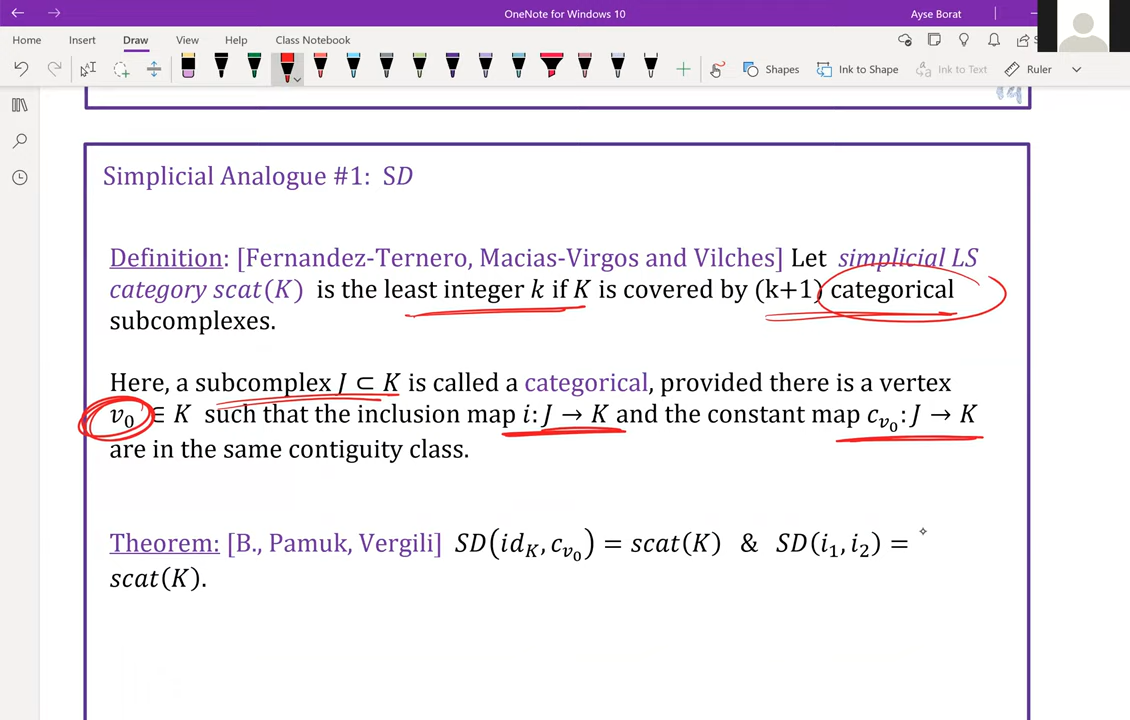 OneNote for Windows 10
Ayse Borat
Home Insert Draw View Help Class Notebook
Shapes Ink to Shape Ink to Text Ruler
Simplicial Analogue #1: SD
Definition: [Fernandez-Ternero, Macias-Virgos and Vilches] Let simplicial LS
category scat(K) is the least integer k if K is covered by (k+1) categorical
subcomplexes.
Here, a subcomplex J ⊂ K is called a categorical, provided there is a vertex
v₀ ∈ K such that the inclusion map i: J → K and the constant map c_{v₀}: J → K
are in the same contiguity class.
Theorem: [B., Pamuk, Vergili] SD(id_K, c_{v₀}) = scat(K) & SD(i₁, i₂) =
scat(K).